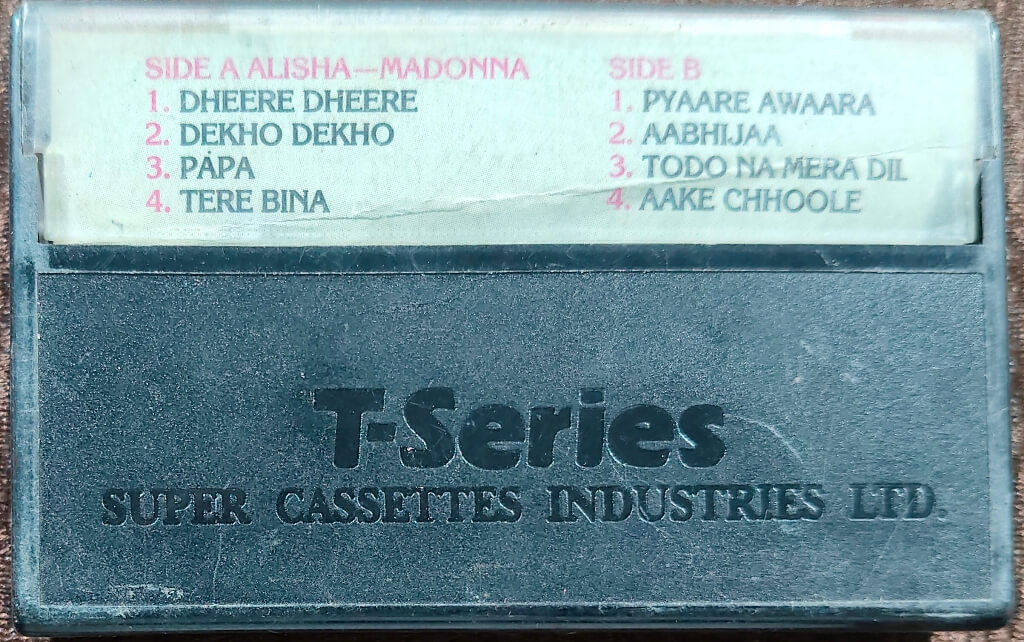 SIDE A ALISHA—MADONNA
1. DHEERE DHEERE
2. DEKHO DEKHO
3. PAPA
4. TERE BINA
SIDE B
1. PYAARE AWAARA
2. AABHIJAA
3. TODO NA MERA DIL
4. AAKE CHHOOLE
T-Series
SUPER CASSETTES INDUSTRIES LTD.